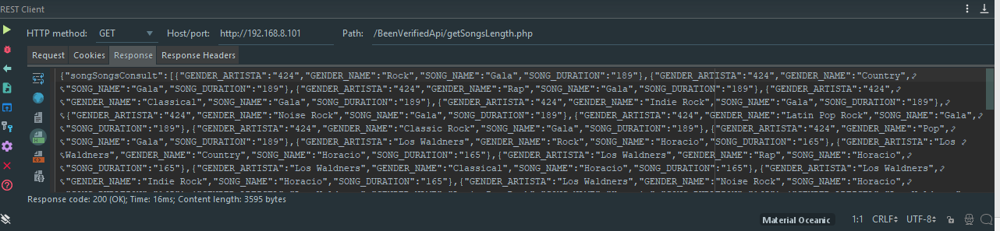 REST Client
HTTP method: GET Host/port: http://192.168.8.101 Path: /BeenVerifiedApi/getSongsLength.php
Request Cookies Response Response Headers
{"songSongsConsult":[{"GENDER_ARTISTA":"424","GENDER_NAME":"Rock","SONG_NAME":"Gala","SONG_DURATION":"189"},{"GENDER_ARTISTA":"424","GENDER_NAME":"Country",
"SONG_NAME":"Gala","SONG_DURATION":"189"},{"GENDER_ARTISTA":"424","GENDER_NAME":"Rap","SONG_NAME":"Gala","SONG_DURATION":"189"},{"GENDER_ARTISTA":"424",
"GENDER_NAME":"Classical","SONG_NAME":"Gala","SONG_DURATION":"189"},{"GENDER_ARTISTA":"424","GENDER_NAME":"Indie Rock","SONG_NAME":"Gala","SONG_DURATION":"189"},
{"GENDER_ARTISTA":"424","GENDER_NAME":"Noise Rock","SONG_NAME":"Gala","SONG_DURATION":"189"},{"GENDER_ARTISTA":"424","GENDER_NAME":"Latin Pop Rock","SONG_NAME":"Gala",
"SONG_DURATION":"189"},{"GENDER_ARTISTA":"424","GENDER_NAME":"Classic Rock","SONG_NAME":"Gala","SONG_DURATION":"189"},{"GENDER_ARTISTA":"424","GENDER_NAME":"Pop",
"SONG_NAME":"Gala","SONG_DURATION":"189"},{"GENDER_ARTISTA":"Los Waldners","GENDER_NAME":"Rock","SONG_NAME":"Horacio","SONG_DURATION":"165"},{"GENDER_ARTISTA":"Los
Waldners","GENDER_NAME":"Country","SONG_NAME":"Horacio","SONG_DURATION":"165"},{"GENDER_ARTISTA":"Los Waldners","GENDER_NAME":"Rap","SONG_NAME":"Horacio",
"SONG_DURATION":"165"},{"GENDER_ARTISTA":"Los Waldners","GENDER_NAME":"Classical","SONG_NAME":"Horacio","SONG_DURATION":"165"},{"GENDER_ARTISTA":"Los Waldners",
"GENDER_NAME":"Indie Rock","SONG_NAME":"Horacio","SONG_DURATION":"165"},{"GENDER_ARTISTA":"Los Waldners","GENDER_NAME":"Noise Rock","SONG_NAME":"Horacio",
Response code: 200 (OK); Time: 16ms; Content length: 3595 bytes
Material Oceanic 1:1 CRLF UTF-8